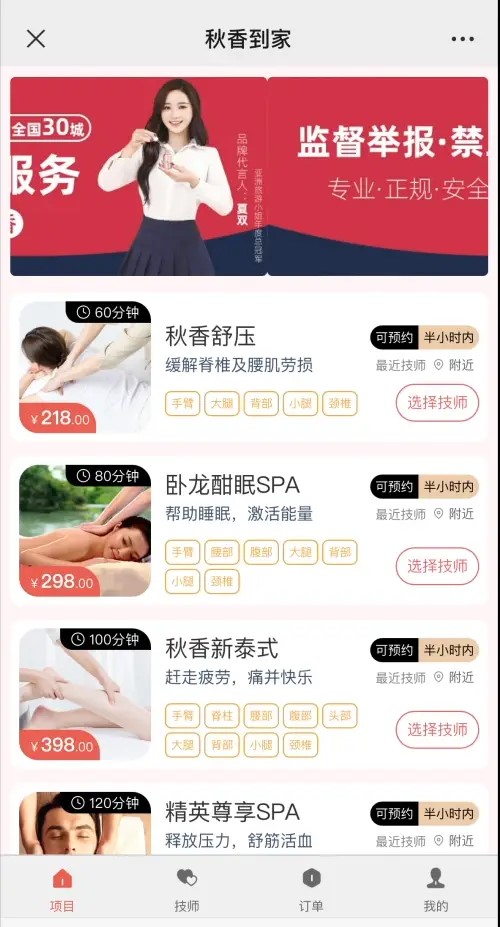 秋香到家
全国30城
服务
香
品牌代言人：夏双
亚洲旅游小姐年度总冠军
监督举报·禁
专业·正规·安全
60分钟
¥218.00
秋香舒压
缓解脊椎及腰肌劳损
手臂 大腿 背部 小腿 颈椎
可预约 半小时内
最近技师 附近
选择技师
80分钟
¥298.00
卧龙酣眠SPA
帮助睡眠，激活能量
手臂 腰部 腹部 大腿 背部
小腿 颈椎
可预约 半小时内
最近技师 附近
选择技师
100分钟
¥398.00
秋香新泰式
赶走疲劳，痛并快乐
手臂 脊柱 腰部 腹部 头部
大腿 背部 小腿 颈椎
可预约 半小时内
最近技师 附近
选择技师
120分钟
精英尊享SPA
释放压力，舒筋活血
可预约 半小时内
最近技师 附近
项目 技师 订单 我的